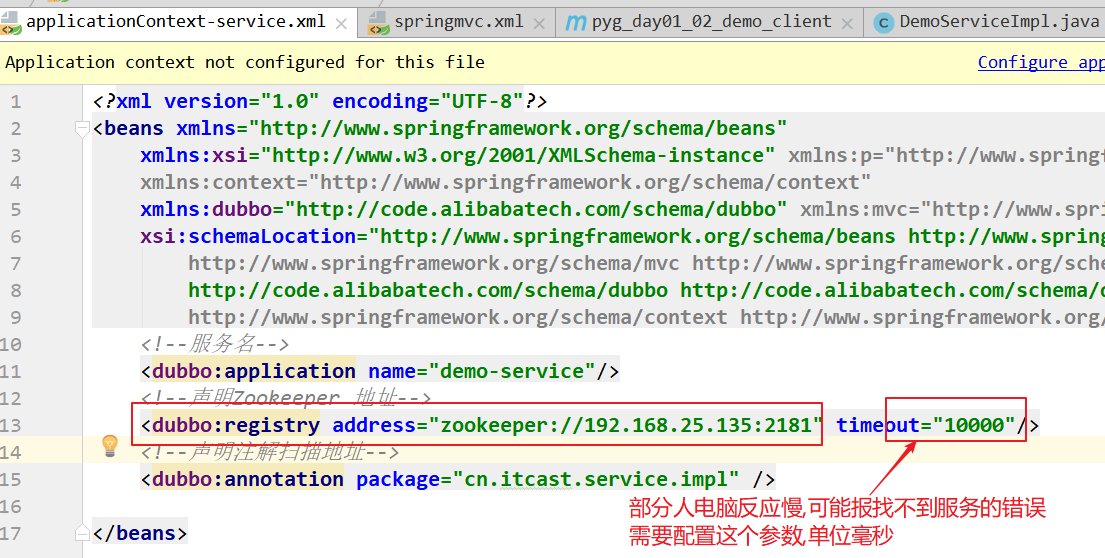 applicationContext-service.xml springmvc.xml pyg_day01_02_demo_client DemoServiceImpl.java
Application context not configured for this file Configure app
1 <?xml version="1.0" encoding="UTF-8"?>
2 <beans xmlns="http://www.springframework.org/schema/beans"
3 xmlns:xsi="http://www.w3.org/2001/XMLSchema-instance" xmlns:p="http://www.springf
4 xmlns:context="http://www.springframework.org/schema/context"
5 xmlns:dubbo="http://code.alibabatech.com/schema/dubbo" xmlns:mvc="http://www.spri
6 xsi:schemaLocation="http://www.springframework.org/schema/beans http://www.spring
7 http://www.springframework.org/schema/mvc http://www.springframework.org/sche
8 http://code.alibabatech.com/schema/dubbo http://code.alibabatech.com/schema/d
9 http://www.springframework.org/schema/context http://www.springframework.org/
10 <!--服务名-->
11 <dubbo:application name="demo-service"/>
12 <!--声明Zookeeper 地址-->
13 <dubbo:registry address="zookeeper://192.168.25.135:2181" timeout="10000"/>
14 <!--声明注解扫描地址-->
15 <dubbo:annotation package="cn.itcast.service.impl" />
16
17 </beans>
部分人电脑反应慢,可能报找不到服务的错误
需要配置这个参数,单位毫秒